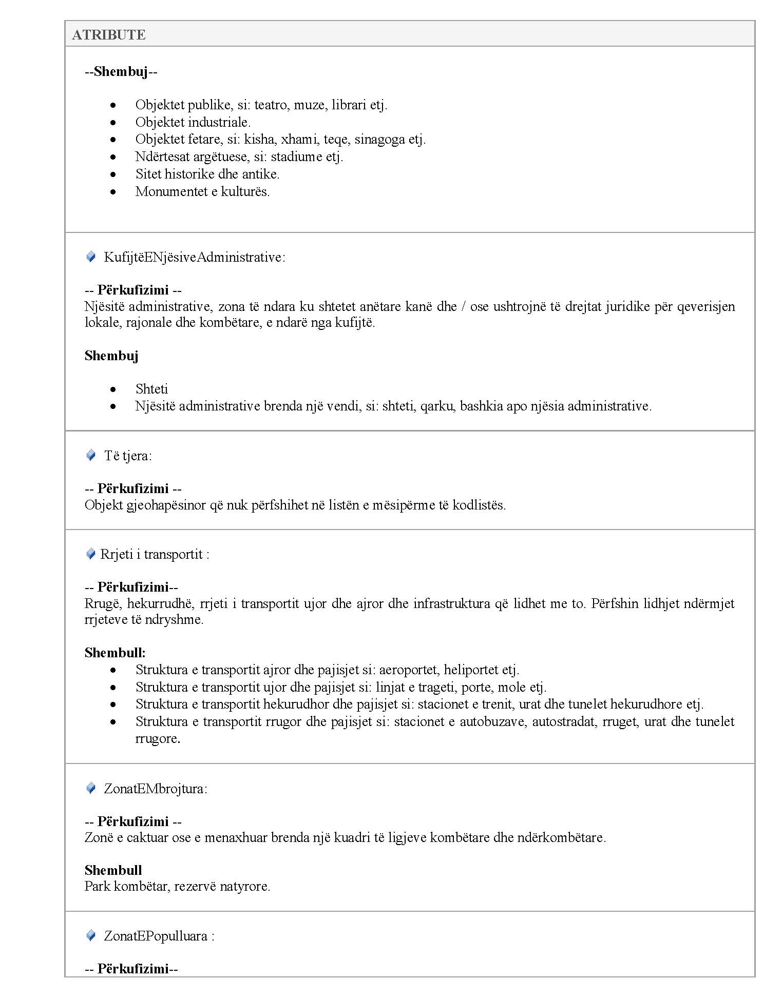 ATRIBUTE
--Shembuj--
• Objektet publike, si: teatro, muze, librari etj.
• Objektet industriale.
• Objektet fetare, si: kisha, xhami, teqe, sinagoga etj.
• Ndërtesat argëtuese, si: stadiume etj.
• Sitet historike dhe antike.
• Monumentet e kulturës.
KufijtëENjësiveAdministrative:
-- Përkufizimi --
Njësitë administrative, zona të ndara ku shtetet anëtare kanë dhe / ose ushtrojnë të drejtat juridike për qeverisjen
lokale, rajonale dhe kombëtare, e ndarë nga kufijtë.
Shembuj
• Shteti
• Njësitë administrative brenda një vendi, si: shteti, qarku, bashkia apo njësia administrative.
Të tjera:
-- Përkufizimi --
Objekt gjeohapësinor që nuk përfshihet në listën e mësipërme të kodlistës.
Rrjeti i transportit :
-- Përkufizimi--
Rrugë, hekurrudhë, rrjeti i transportit ujor dhe ajror dhe infrastruktura që lidhet me to. Përfshin lidhjet ndërmjet
rrjeteve të ndryshme.
Shembull:
• Struktura e transportit ajror dhe pajisjet si: aeroportet, heliportet etj.
• Struktura e transportit ujor dhe pajisjet si: linjat e trageti, porte, mole etj.
• Struktura e transportit hekurudhor dhe pajisjet si: stacionet e trenit, urat dhe tunelet hekurudhore etj.
• Struktura e transportit rrugor dhe pajisjet si: stacionet e autobuzave, autostradat, rruget, urat dhe tunelet
rrugore.
ZonatEMbrojtura:
-- Përkufizimi --
Zonë e caktuar ose e menaxhuar brenda një kuadri të ligjeve kombëtare dhe ndërkombëtare.
Shembull
Park kombëtar, rezervë natyrore.
ZonatEPopulluara :
-- Përkufizimi--